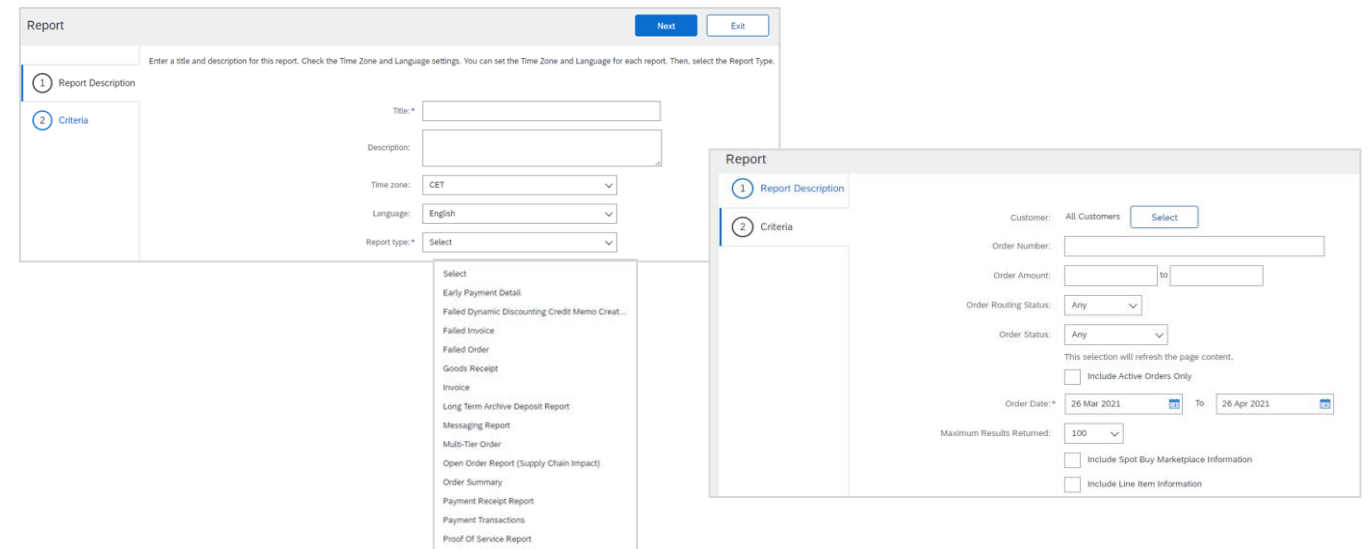 Report
Next
Exit
Enter a title and description for this report. Check the Time Zone and Language settings. You can set the Time Zone and Language for each report. Then, select the Report Type.
1 Report Description
2 Criteria
Title:*
Description:
Time zone: CET
Language: English
Report type:* Select
Select
Early Payment Detail
Failed Dynamic Discounting Credit Memo Creat...
Failed Invoice
Failed Order
Goods Receipt
Invoice
Long Term Archive Deposit Report
Messaging Report
Multi-Tier Order
Open Order Report (Supply Chain Impact)
Order Summary
Payment Receipt Report
Payment Transactions
Proof Of Service Report
Report
1 Report Description
2 Criteria
Customer: All Customers Select
Order Number:
Order Amount: to
Order Routing Status: Any
Order Status: Any
This selection will refresh the page content.
Include Active Orders Only
Order Date:* 26 Mar 2021 To 26 Apr 2021
Maximum Results Returned: 100
Include Spot Buy Marketplace Information
Include Line Item Information